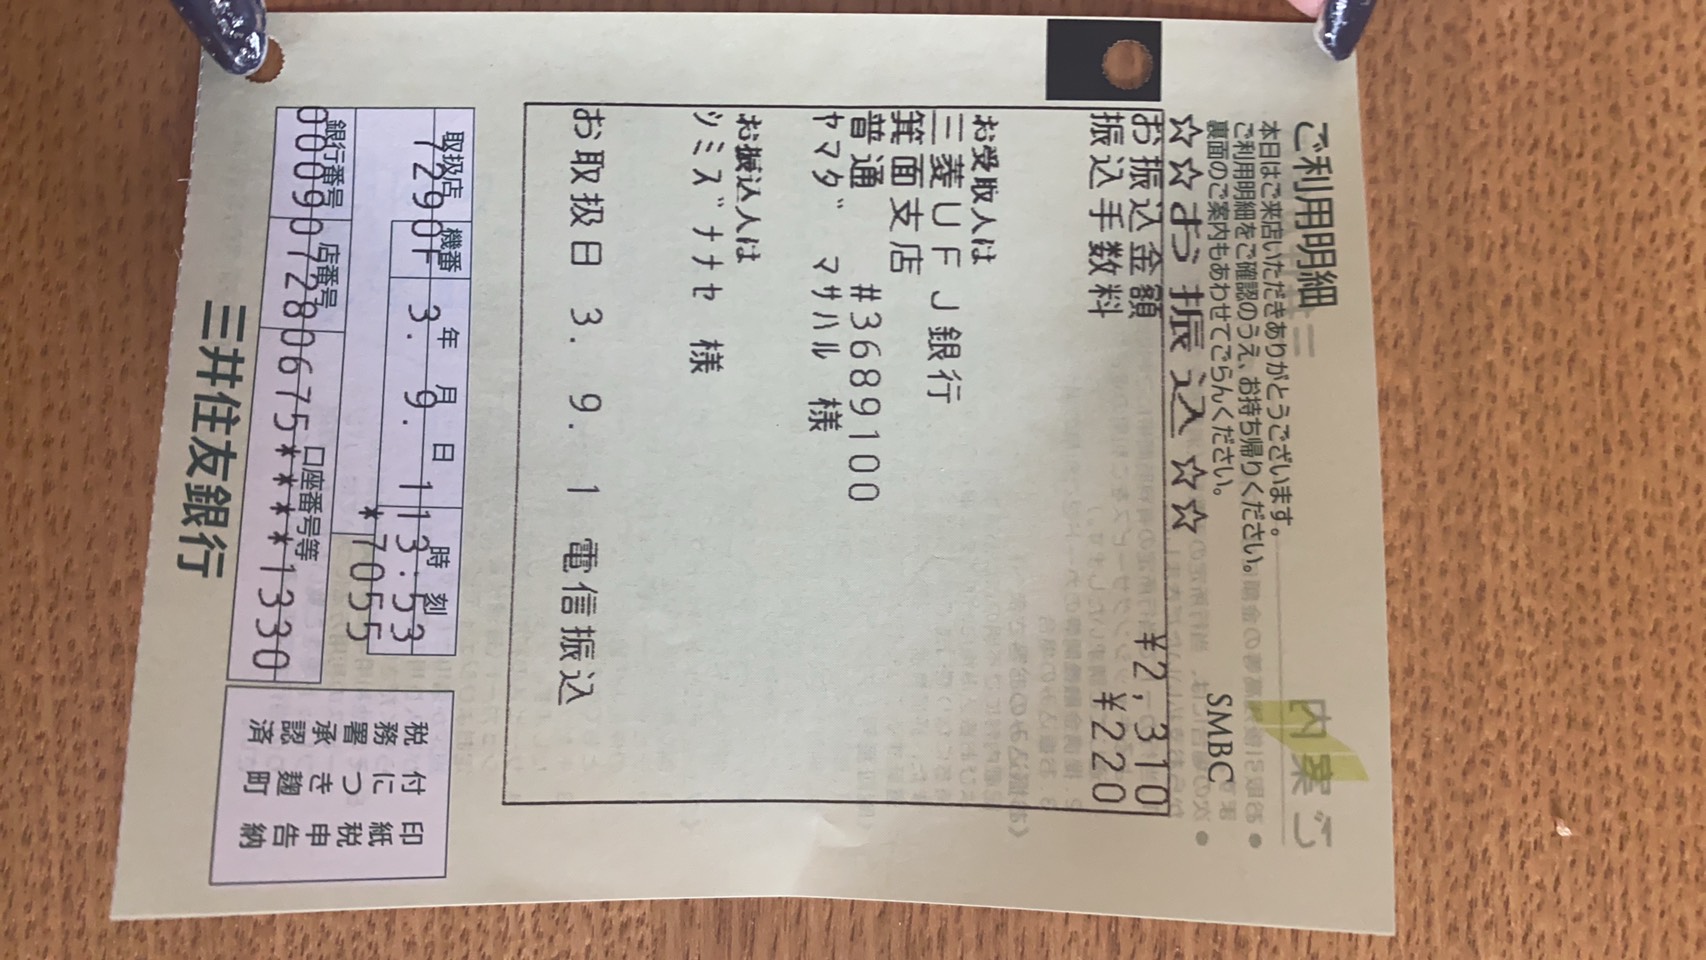 ご利用明細
本日はご来店いただきありがとうございます。
ご利用明細をご確認のうえ、お持ち帰りください。
裏面のご案内もあわせてごらんください。
SMBC
☆☆お振込☆☆
お振込金額 ¥2,310
振込手数料 ¥220
お受取人は
三菱UFJ銀行
箕面支店
普通 #3689100
ヤマダ マサハル 様
お振込人は
シミズナナセ 様
お取扱日 3. 9. 1 電信振込
取扱店 機番 年 月 日 時 刻
7290F 3. 9. 1 13:53
*7055
銀行番号 店番号 口座番号等
00090728 0675****1330
印紙税申告納
付につき麹町
税務署承認済
三井住友銀行